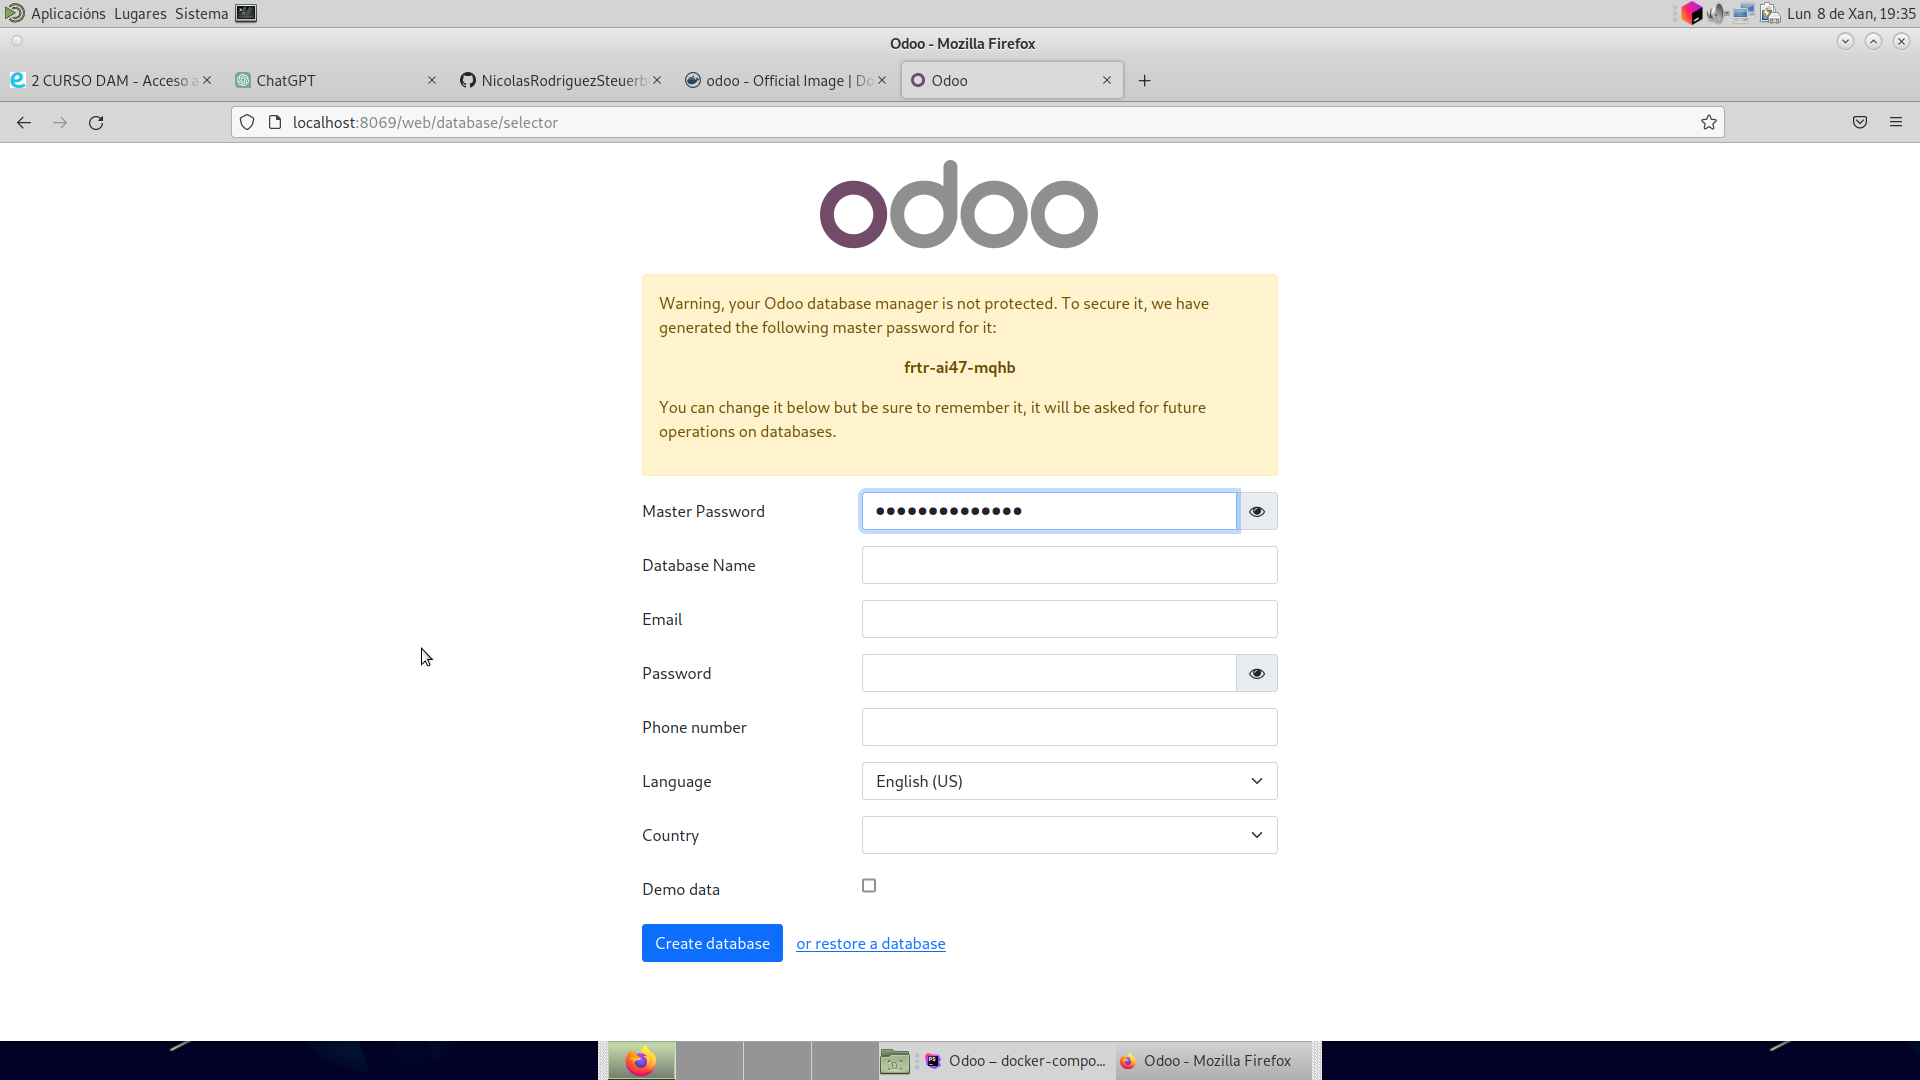 Aplicacións Lugares Sistema
Lun 8 de Xan, 19:35
Odoo - Mozilla Firefox
2 CURSO DAM - Acceso a
ChatGPT
NicolasRodriguezSteuerb
odoo - Official Image | Do
Odoo
localhost:8069/web/database/selector
odoo
Warning, your Odoo database manager is not protected. To secure it, we have
generated the following master password for it:
frtr-ai47-mqhb
You can change it below but be sure to remember it, it will be asked for future
operations on databases.
Master Password
Database Name
Email
Password
Phone number
Language English (US)
Country
Demo data
Create database or restore a database
Odoo – docker-compo...
Odoo - Mozilla Firefox